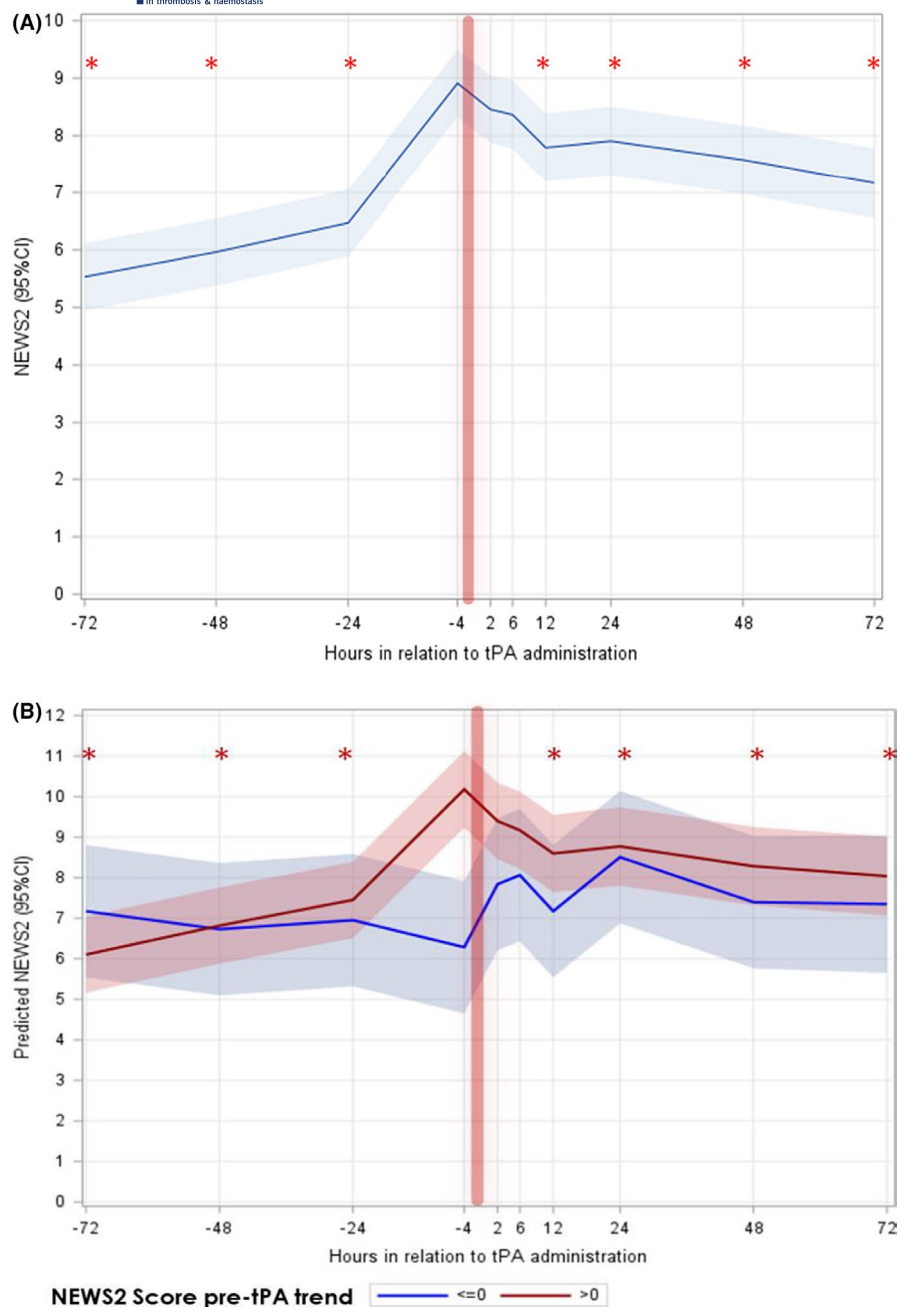 in thrombosis & haemostasis
(A)
10
* * * * * * *
9
8
7
6
5
4
3
2
1
0
NEWS2 (95%CI)
-72 -48 -24 -4 2 6 12 24 48 72
Hours in relation to tPA administration
(B)
12
11
* * * * * * *
10
9
8
7
6
5
4
3
2
1
0
Predicted NEWS2 (95%CI)
-72 -48 -24 -4 2 6 12 24 48 72
Hours in relation to tPA administration
NEWS2 Score pre-tPA trend <=0 >0